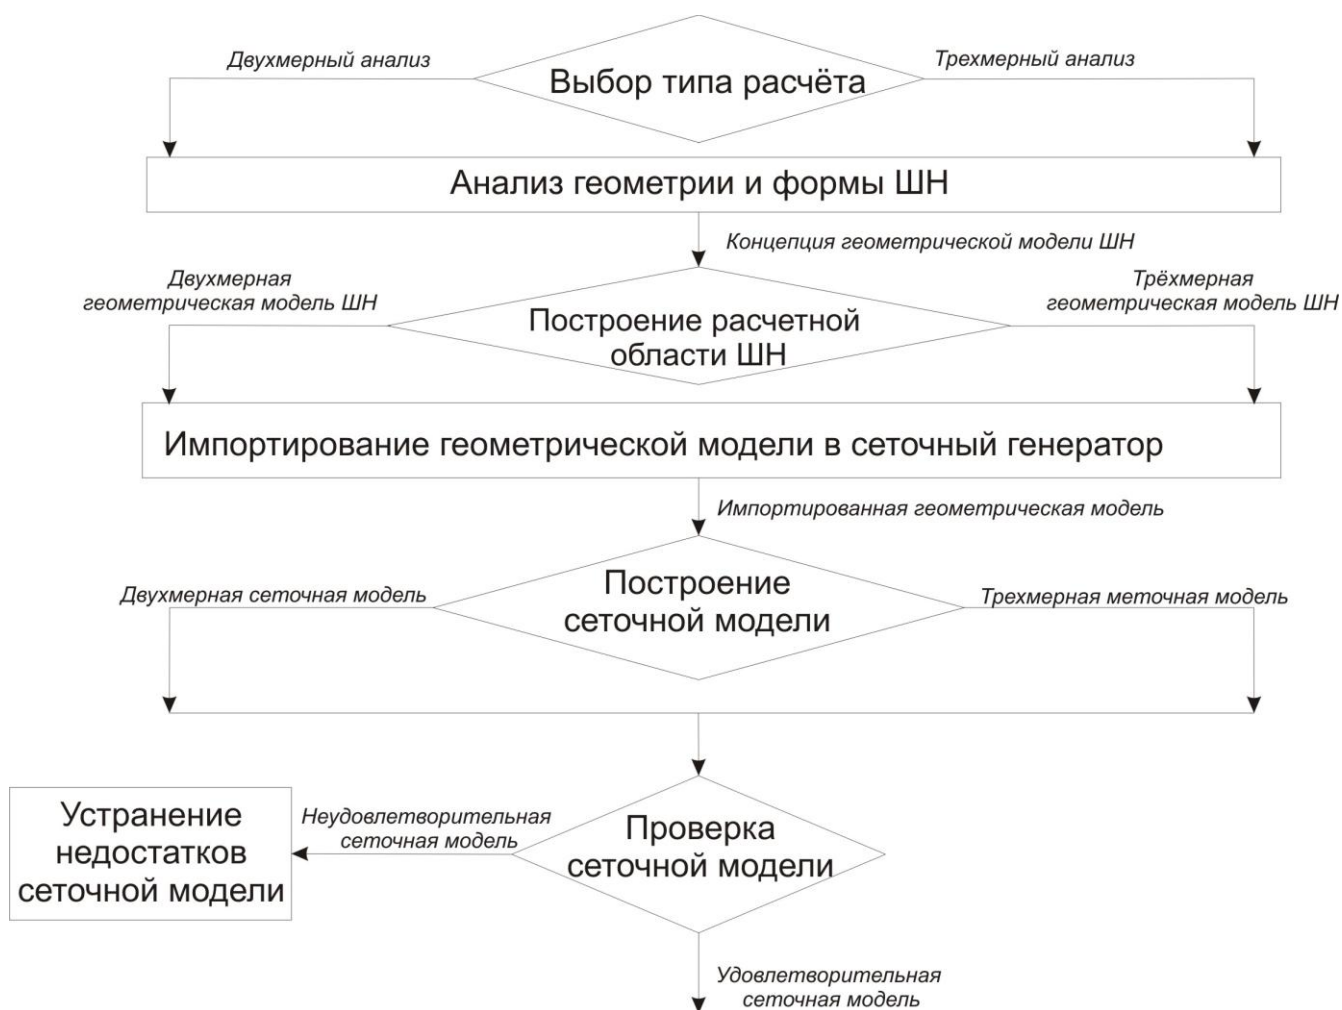 Двухмерный анализ
Трехмерный анализ
Выбор типа расчёта
Анализ геометрии и формы ШН
Концепция геометрической модели ШН
Двухмерная
геометрическая модель ШН
Трёхмерная
геометрическая модель ШН
Построение расчетной
области ШН
Импортирование геометрической модели в сеточный генератор
Импортированная геометрическая модель
Двухмерная сеточная модель
Построение
сеточной модели
Трехмерная меточная модель
Устранение
недостатков
сеточной модели
Неудовлетворительная
сеточная модель
Проверка
сеточной модели
Удовлетворительная
сеточная модель